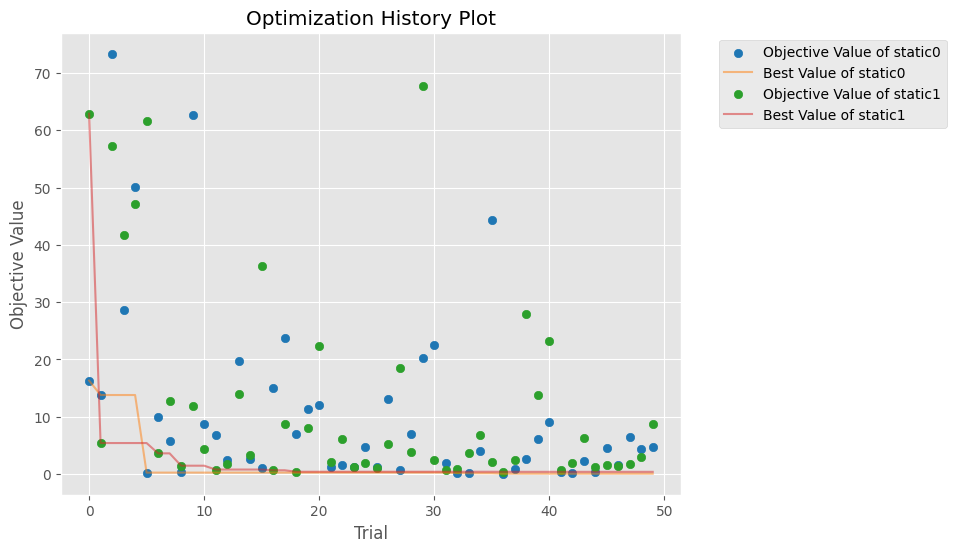 Optimization History Plot
Objective Value of static0
Best Value of static0
Objective Value of static1
Best Value of static1
Objective Value
70
60
50
40
30
20
10
0
0 10 20 30 40 50
Trial